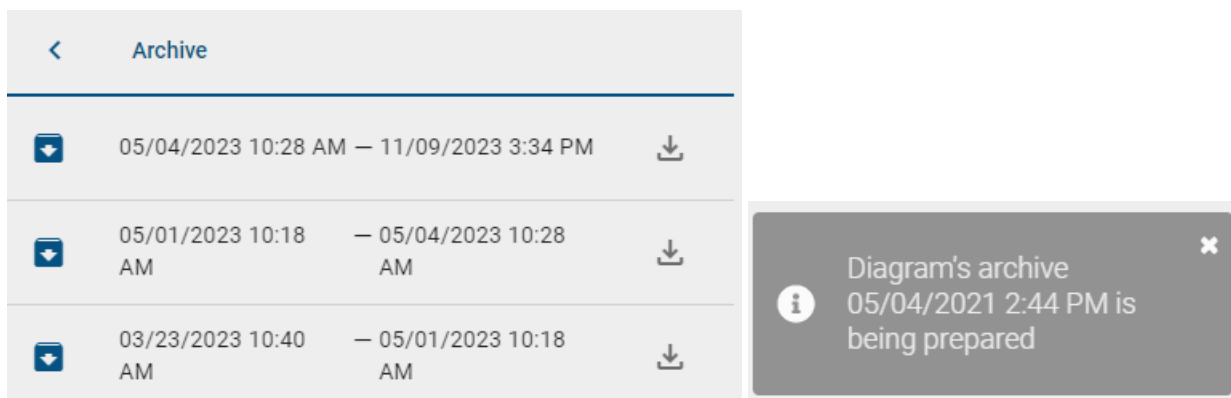 Archive
05/04/2023 10:28 AM — 11/09/2023 3:34 PM
05/01/2023 10:18 — 05/04/2023 10:28
AM AM
03/23/2023 10:40 — 05/01/2023 10:18
AM AM
Diagram's archive
05/04/2021 2:44 PM is
being prepared